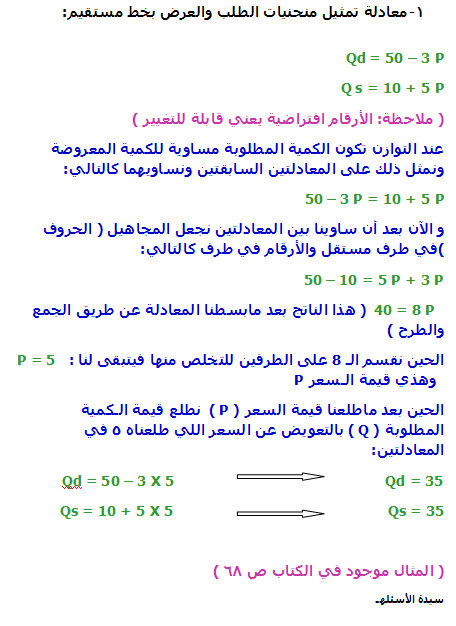 ١-معادلة تمثيل منحنيات الطلب والعرض بخط مستقيم:
Qd = 50 – 3 P
Q s = 10 + 5 P
( ملاحظة: الأرقام افتراضية يعني قابلة للتغيير )
عند التوازن تكون الكمية المطلوبة مساوية للكمية المعروضة
ونمثل ذلك على المعادلتين السابقتين ونساويهما كالتالي:
50 – 3 P = 10 + 5 P
و الآن بعد أن ساوينا بين المعادلتين نجعل المجاهيل ( الحروف
)في طرف مستقل والأرقام في طرف كالتالي:
50 – 10 = 5 P + 3 P
40 = 8 P ( هذا الناتج بعد مابسطنا المعادلة عن طريق الجمع
والطرح )
الحين نقسم الـ 8 على الطرفين للتخلص منها فيتبقى لنا : P = 5
وهذي قيمة الـسعر P
الحين بعد ماطلعنا قيمة السعر ( P ) نطلع قيمة الـكمية
المطلوبة ( Q ) بالتعويض عن السعر اللي طلعناه ٥ في
المعادلتين:
Qd = 50 – 3 X 5 Qd = 35
Qs = 10 + 5 X 5 Qs = 35
( المثال موجود في الكتاب ص ٦٨ )
سيدة الأسئلهـ